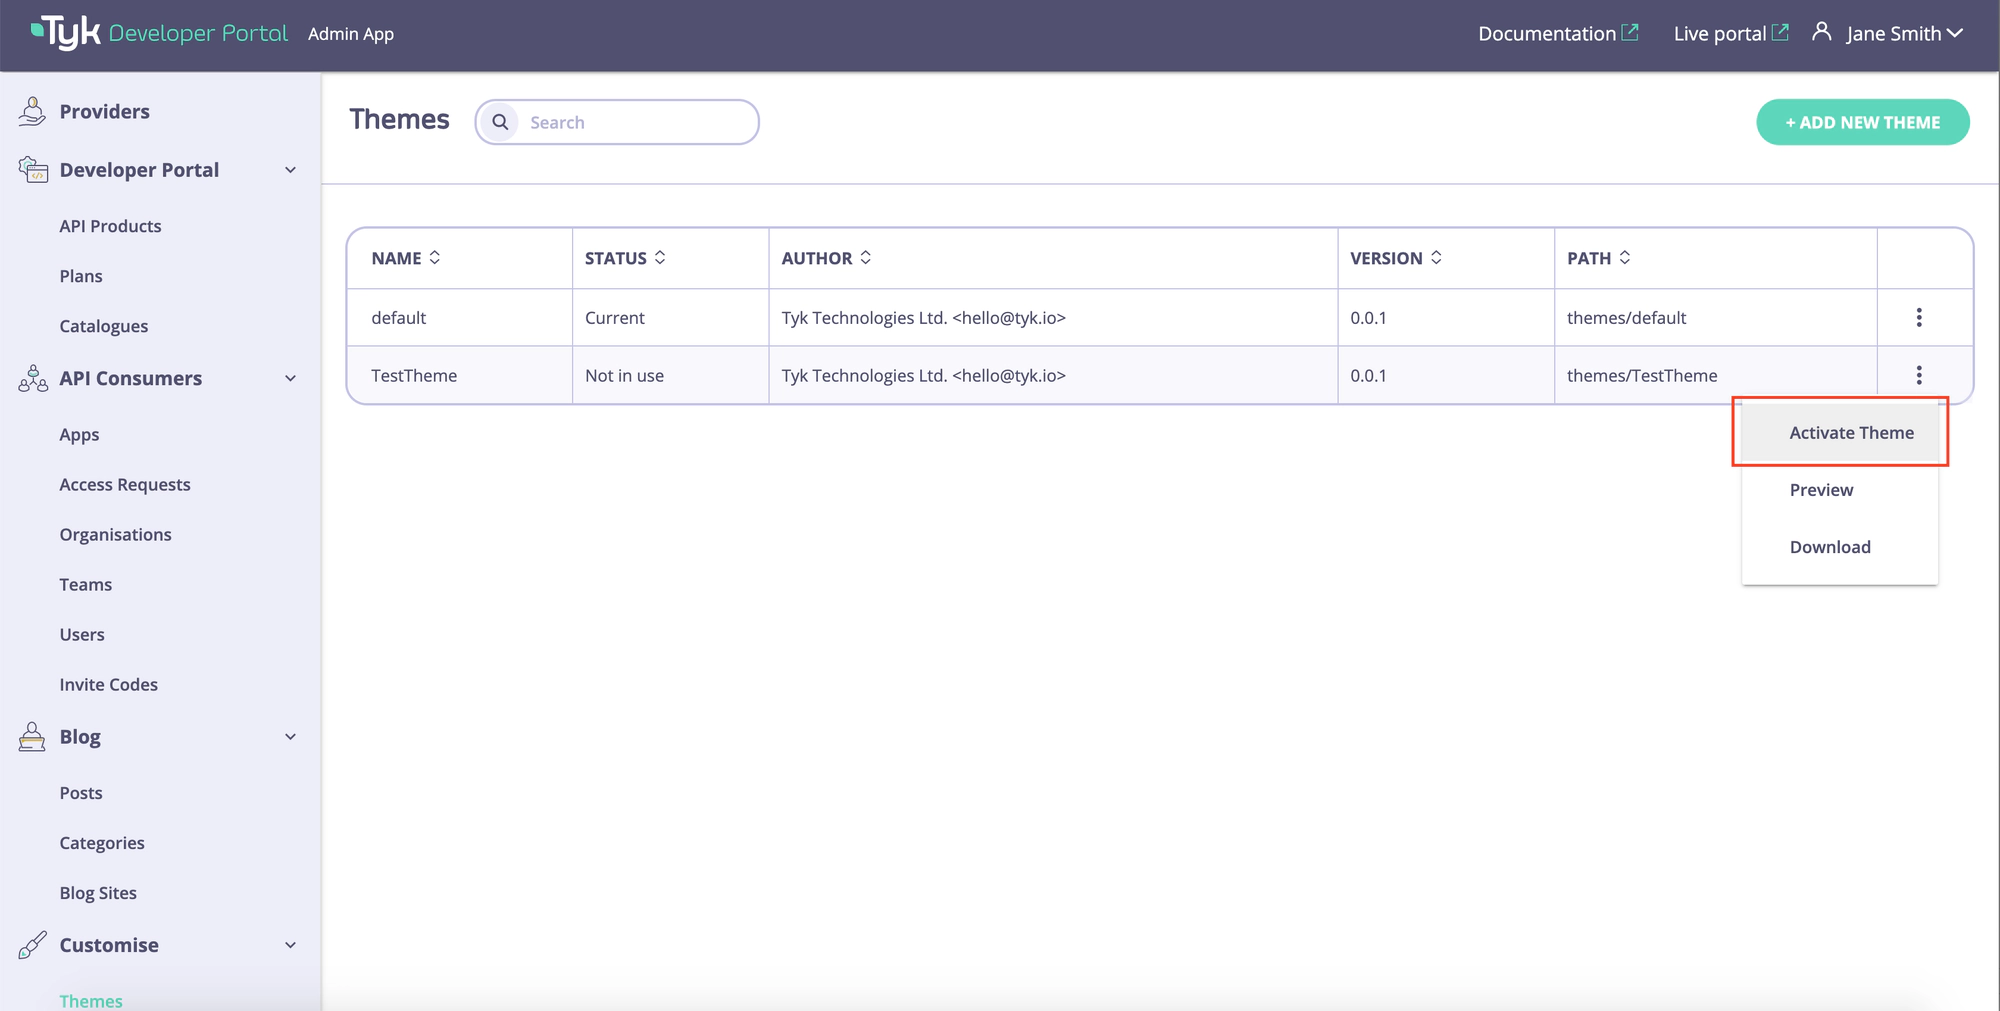 Tyk Developer Portal Admin App Documentation Live portal Jane Smith
Providers
Developer Portal
API Products
Plans
Catalogues
API Consumers
Apps
Access Requests
Organisations
Teams
Users
Invite Codes
Blog
Posts
Categories
Blog Sites
Customise
Themes
Themes Search + ADD NEW THEME
NAME STATUS AUTHOR VERSION PATH
default Current Tyk Technologies Ltd. <hello@tyk.io> 0.0.1 themes/default
TestTheme Not in use Tyk Technologies Ltd. <hello@tyk.io> 0.0.1 themes/TestTheme
Activate Theme
Preview
Download